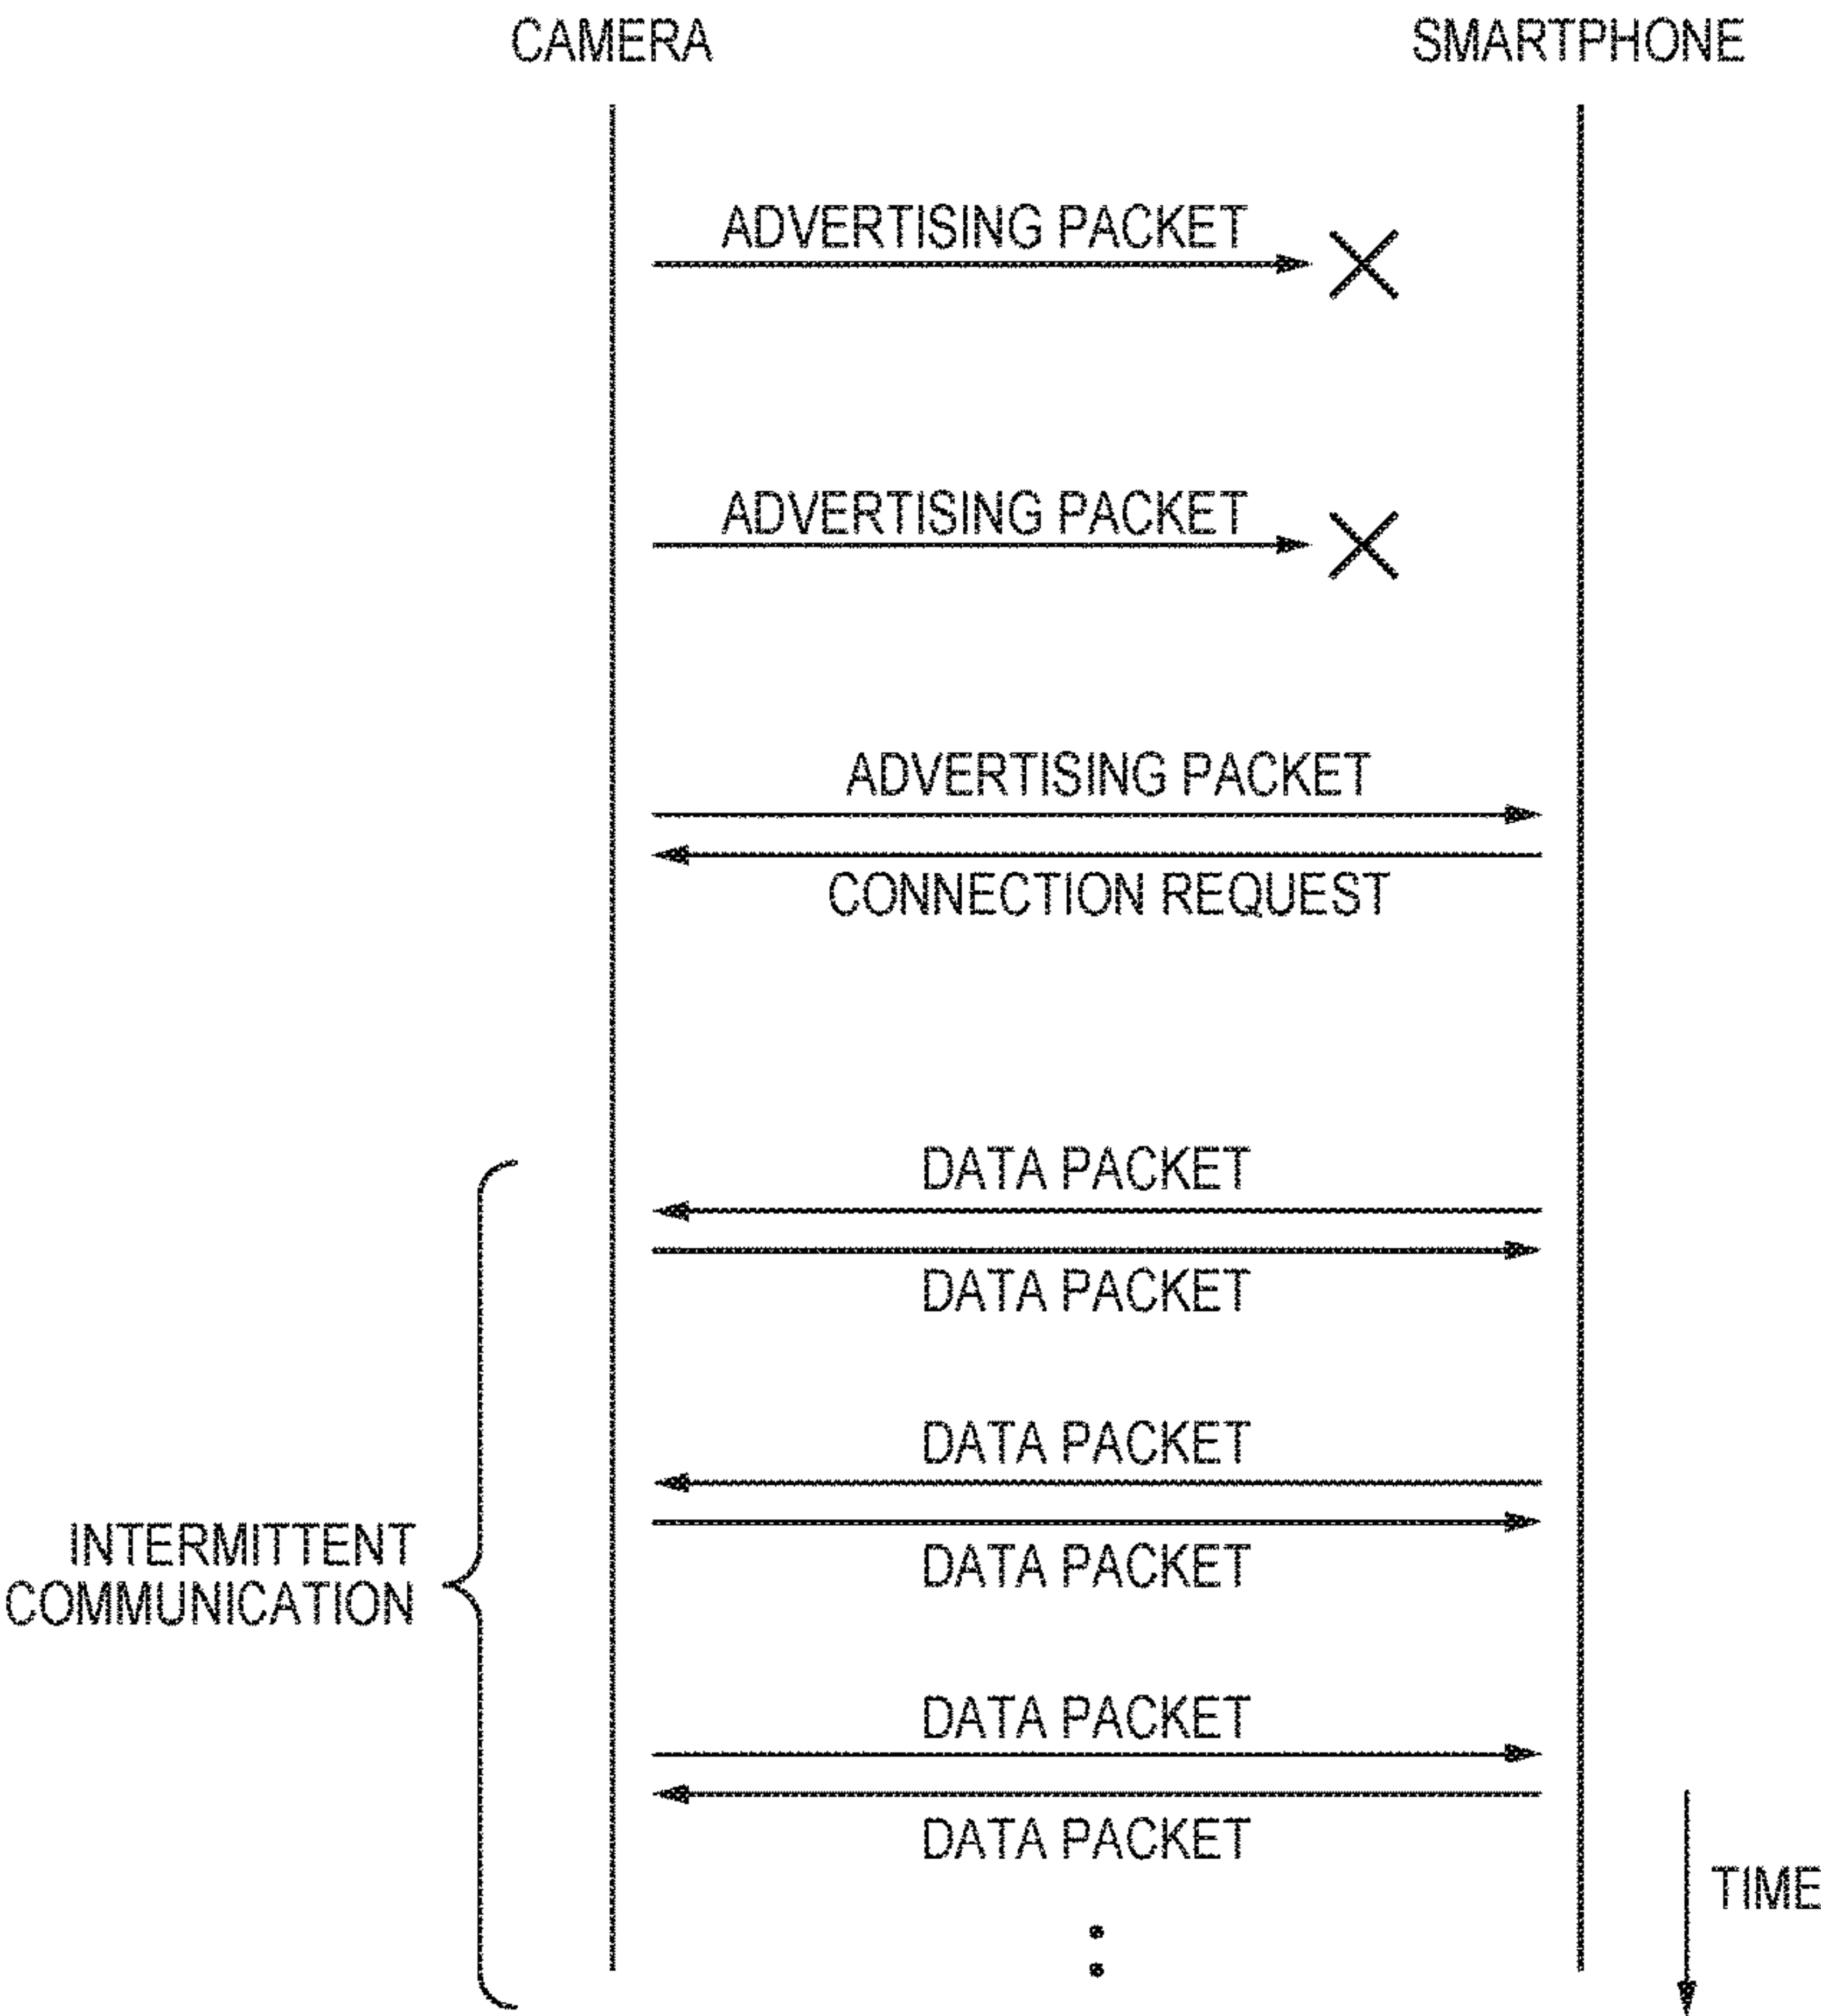 CAMERA
SMARTPHONE
ADVERTISING PACKET
ADVERTISING PACKET
ADVERTISING PACKET
CONNECTION REQUEST
DATA PACKET
DATA PACKET
DATA PACKET
INTERMITTENT
COMMUNICATION
DATA PACKET
DATA PACKET
DATA PACKET
TIME